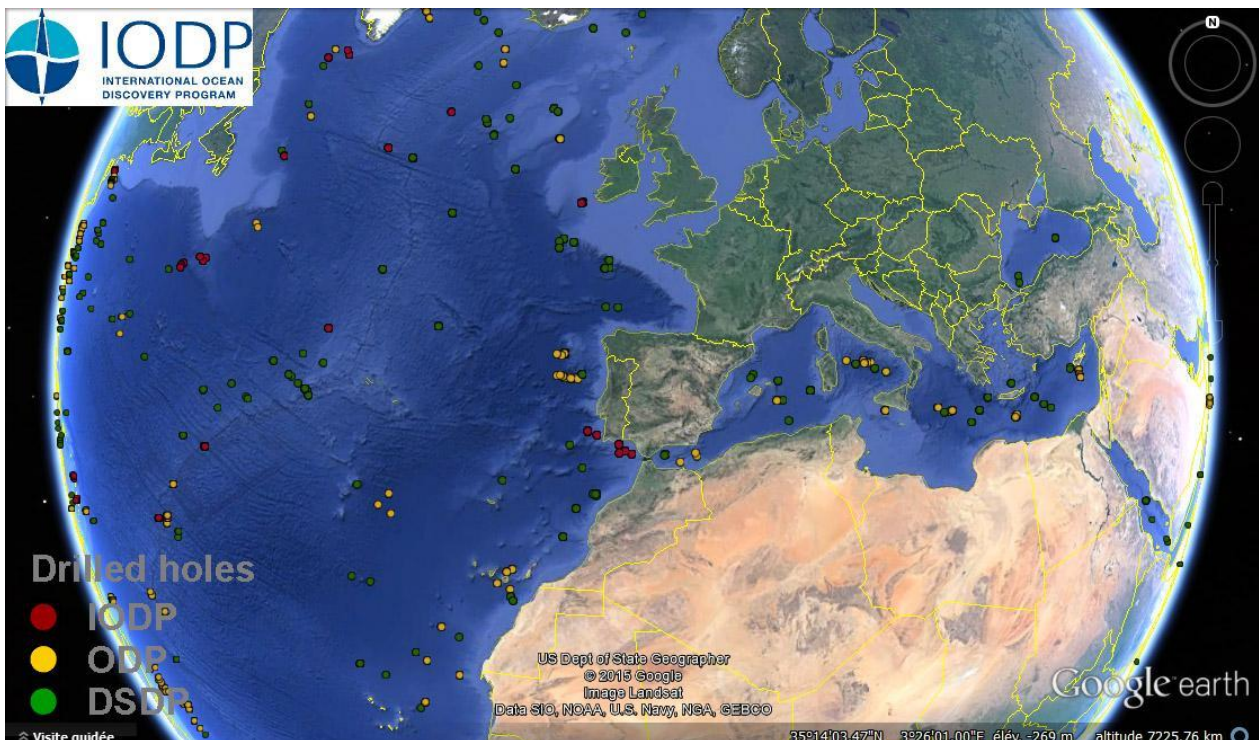 IODP
INTERNATIONAL OCEAN
DISCOVERY PROGRAM
N
Drilled holes
IODP
ODP
DSDP
US Dept of State Geographer
© 2015 Google
Image Landsat
Data SIO, NOAA, U.S. Navy, NGA, GEBCO
Google earth
Visite guidée
35°14'03.47"N 3°26'01.00"E élév. -269 m altitude 7225.76 km